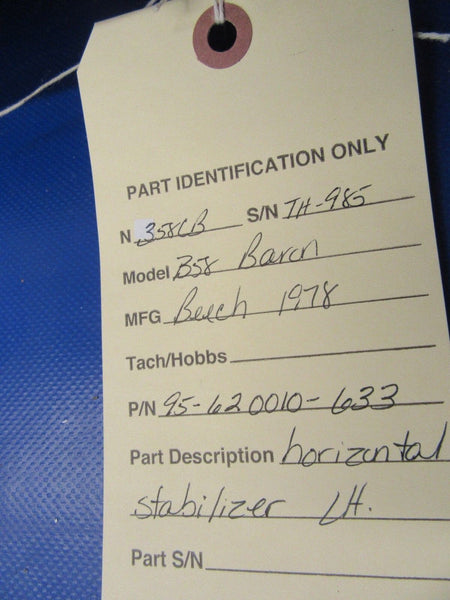 PART IDENTIFICATION ONLY
N 358CB S/N TH-985
Model B58 Baron
MFG Beech 1978
Tach/Hobbs
P/N 95-620010-633
Part Description horizontal
stabilizer LH.
Part S/N